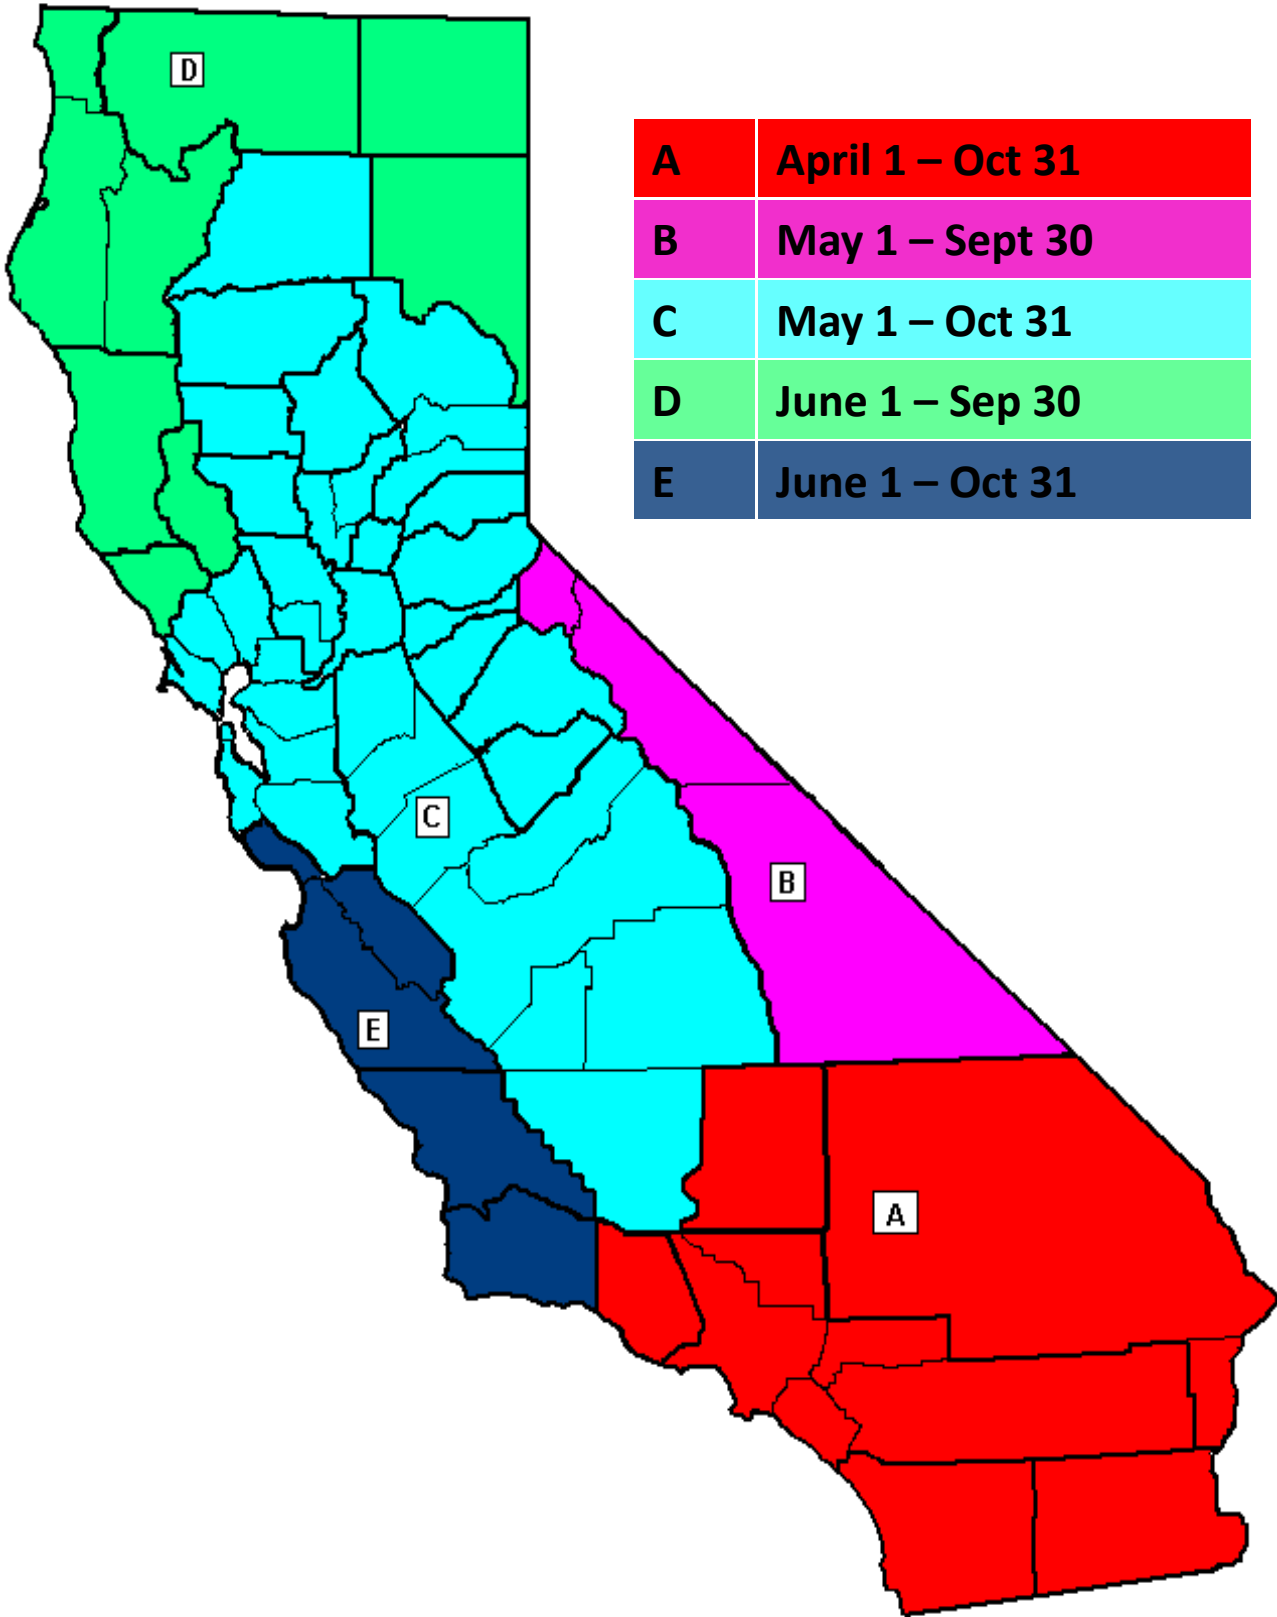 D
A April 1 – Oct 31
B May 1 – Sept 30
C May 1 – Oct 31
D June 1 – Sep 30
E June 1 – Oct 31
C
B
E
A